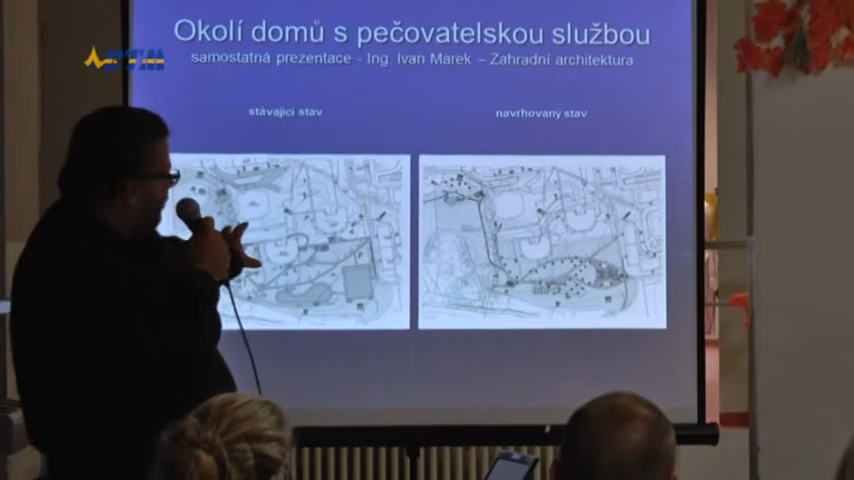 Okolí domů s pečovatelskou službou
samostatná prezentace - Ing. Ivan Marek – Zahradní architektura
stávající stav
navrhovaný stav